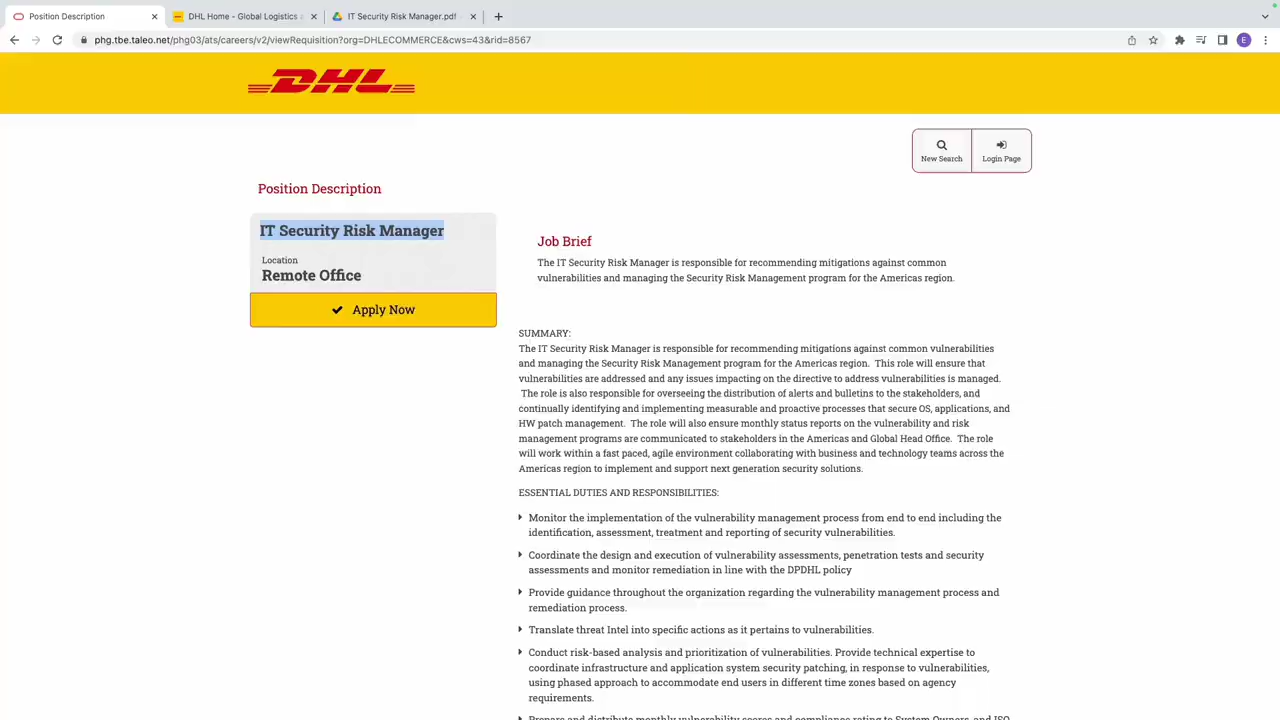 Position Description
DHL Home - Global Logistics a
IT Security Risk Manager.pdf -
phg.tbe.taleo.net/phg03/ats/careers/v2/viewRequisition?org=DHLECOMMERCE&cws=43&rid=8567
E
DHL
New Search
Login Page
Position Description
IT Security Risk Manager
Location
Remote Office
Apply Now
Job Brief
The IT Security Risk Manager is responsible for recommending mitigations against common
vulnerabilities and managing the Security Risk Management program for the Americas region.
SUMMARY:
The IT Security Risk Manager is responsible for recommending mitigations against common vulnerabilities
and managing the Security Risk Management program for the Americas region.  This role will ensure that
vulnerabilities are addressed and any issues impacting on the directive to address vulnerabilities is managed.
The role is also responsible for overseeing the distribution of alerts and bulletins to the stakeholders, and
continually identifying and implementing measurable and proactive processes that secure OS, applications, and
HW patch management.  The role will also ensure monthly status reports on the vulnerability and risk
management programs are communicated to stakeholders in the Americas and Global Head Office.  The role
will work within a fast paced, agile environment collaborating with business and technology teams across the
Americas region to implement and support next generation security solutions.
ESSENTIAL DUTIES AND RESPONSIBILITIES:
Monitor the implementation of the vulnerability management process from end to end including the
identification, assessment, treatment and reporting of security vulnerabilities.
Coordinate the design and execution of vulnerability assessments, penetration tests and security
assessments and monitor remediation in line with the DPDHL policy
Provide guidance throughout the organization regarding the vulnerability management process and
remediation process.
Translate threat Intel into specific actions as it pertains to vulnerabilities.
Conduct risk-based analysis and prioritization of vulnerabilities. Provide technical expertise to
coordinate infrastructure and application system security patching, in response to vulnerabilities,
using phased approach to accommodate end users in different time zones based on agency
requirements.
Prepare and distribute monthly vulnerability scores and compliance rating to System Owners, and ISO